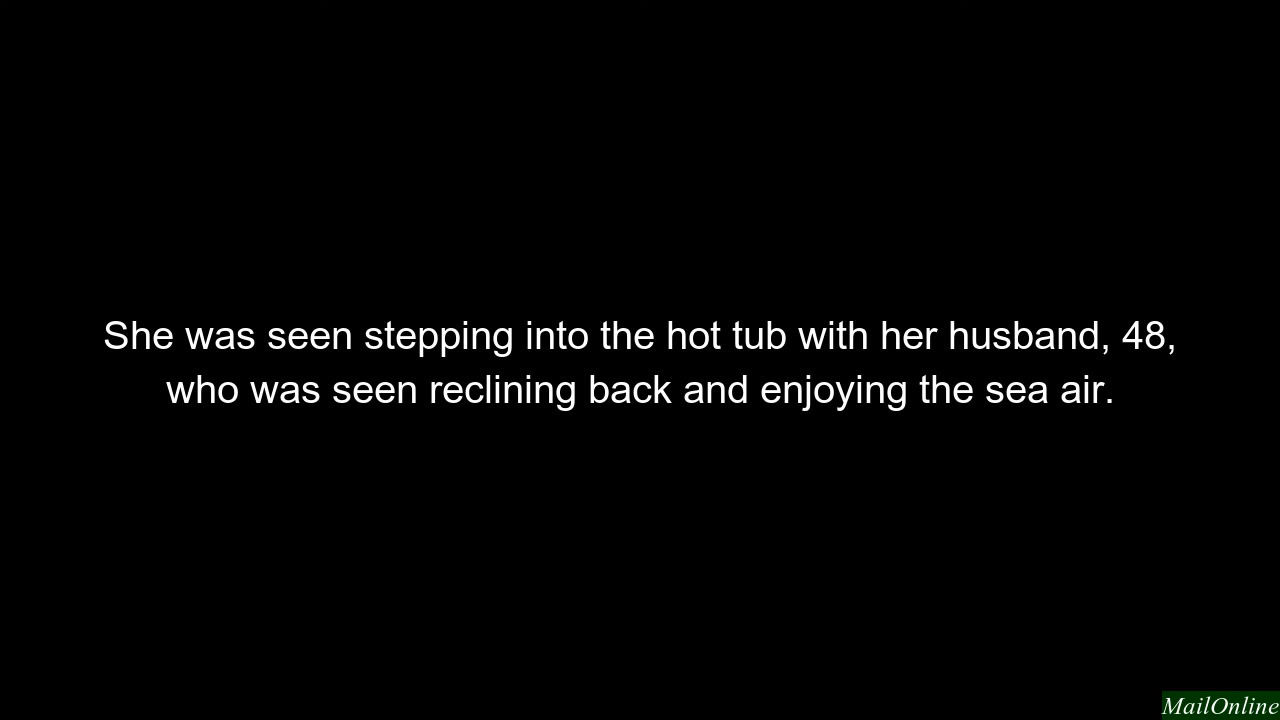 She was seen stepping into the hot tub with her husband, 48,
who was seen reclining back and enjoying the sea air.
MailOnline